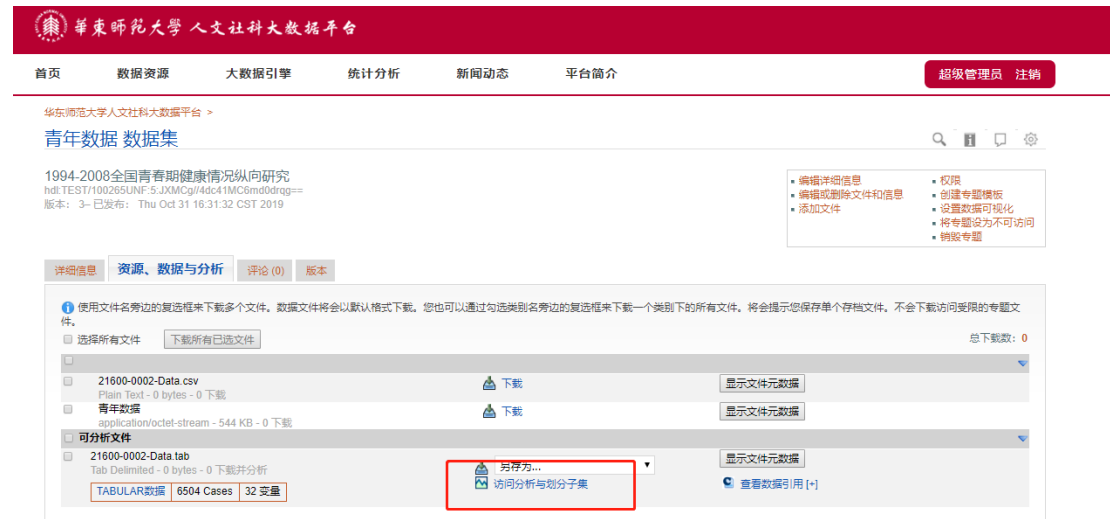 華東師範大學 人文社科大数据平台
首页 数据资源 大数据引擎 统计分析 新闻动态 平台简介 超级管理员 注销
华东师范大学人文社科大数据平台 >
青年数据 数据集
1994-2008全国青春期健康情况纵向研究
hdl:TEST/100265UNF:5:JXMCg//4dc41MC6md0drqg==
版本： 3– 已发布： Thu Oct 31 16:31:32 CST 2019
编辑详细信息
编辑或删除文件和信息
添加文件
权限
创建专题模板
设置数据可视化
将专题设为不可访问
销毁专题
详细信息 资源、数据与分析 评论 (0) 版本
使用文件名旁边的复选框来下载多个文件。数据文件将会以默认格式下载。您也可以通过勾选类别名旁边的复选框来下载一个类别下的所有文件。将会提示您保存单个存档文件。不会下载访问受限的专题文
件。
选择所有文件 下载所有已选文件 总下载数： 0
21600-0002-Data.csv 下载 显示文件元数据
Plain Text - 0 bytes - 0 下载
青年数据 下载 显示文件元数据
application/octet-stream - 544 KB - 0 下载
可分析文件
21600-0002-Data.tab 另存为... 显示文件元数据
Tab Delimited - 0 bytes - 0 下载并分析 访问分析与划分子集 查看数据引用 [+]
TABULAR数据 6504 Cases 32 变量